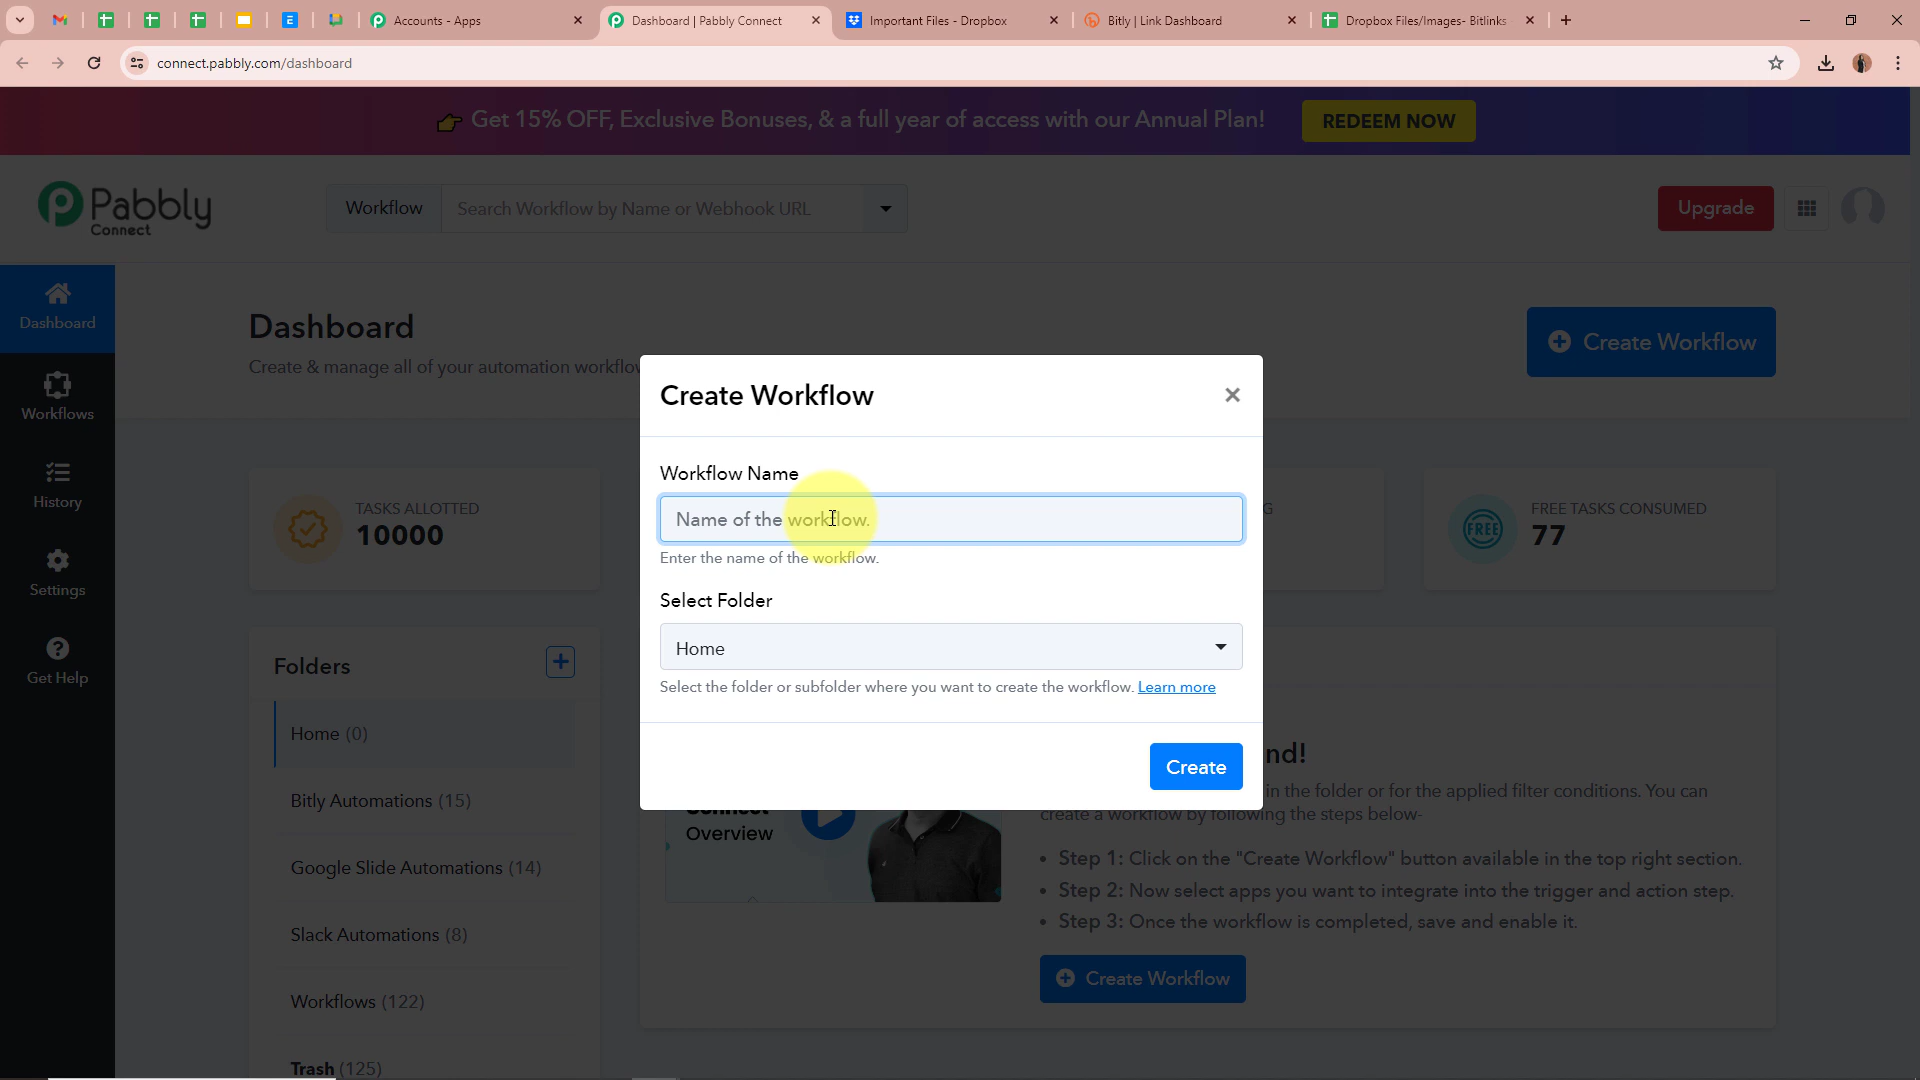 Accounts - Apps
Dashboard | Pabbly Connect
Important Files - Dropbox
Bitly | Link Dashboard
Dropbox Files/Images- Bitlinks
connect.pabbly.com/dashboard
👉 Get 15% OFF, Exclusive Bonuses, & a full year of access with our Annual Plan!
REDEEM NOW
Pabbly
Connect
Workflow
Search Workflow by Name or Webhook URL
Upgrade
Dashboard
Workflows
History
Settings
Get Help
Dashboard
Create & manage all of your automation workflo
Create Workflow
TASKS ALLOTTED
10000
G
FREE TASKS CONSUMED
77
FREE
Create Workflow
Workflow Name
Name of the workflow.
Enter the name of the workflow.
Select Folder
Home
Select the folder or subfolder where you want to create the workflow. Learn more
Create
Folders
Home (0)
Bitly Automations (15)
Google Slide Automations (14)
Slack Automations (8)
Workflows (122)
Trash (125)
Connect
Overview
nd!
in the folder or for the applied filter conditions. You can
create a workflow by following the steps below-
• Step 1: Click on the "Create Workflow" button available in the top right section.
• Step 2: Now select apps you want to integrate into the trigger and action step.
• Step 3: Once the workflow is completed, save and enable it.
Create Workflow